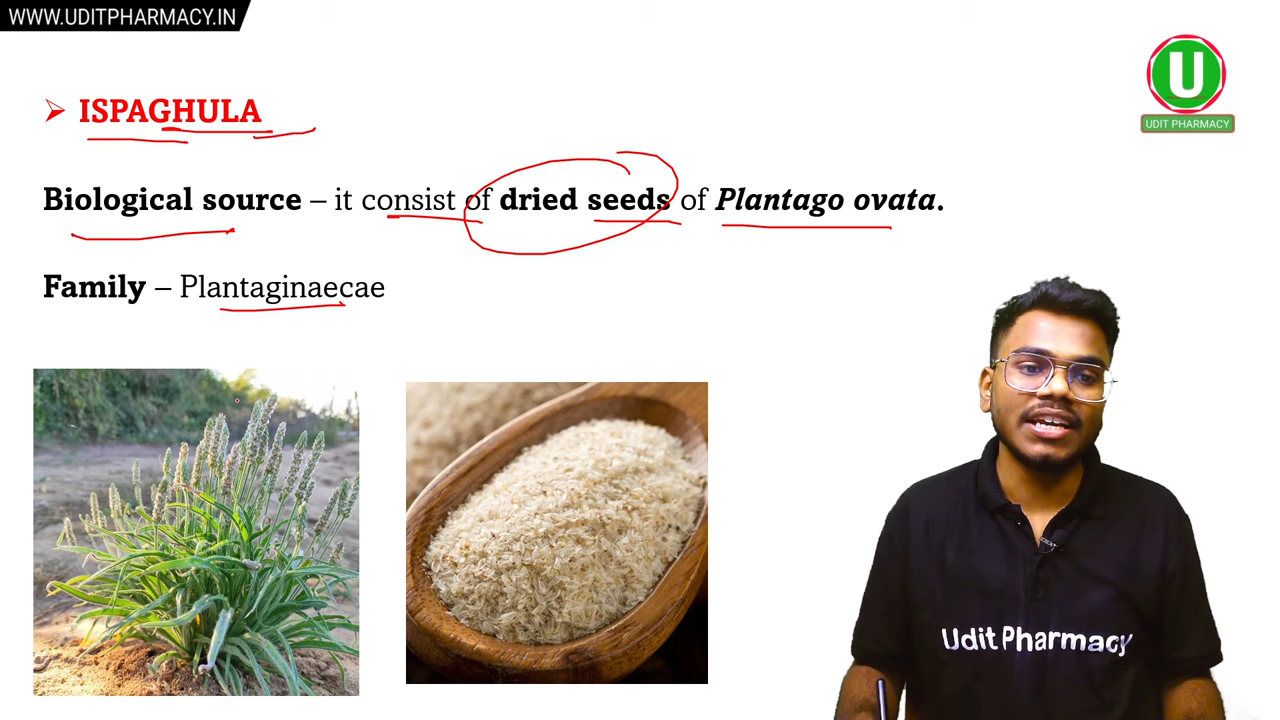 WWW.UDITPHARMACY.IN
U
UDIT PHARMACY
➢ ISPAGHULA
Biological source – it consist of dried seeds of Plantago ovata.
Family – Plantaginaecae
Udit Pharmacy